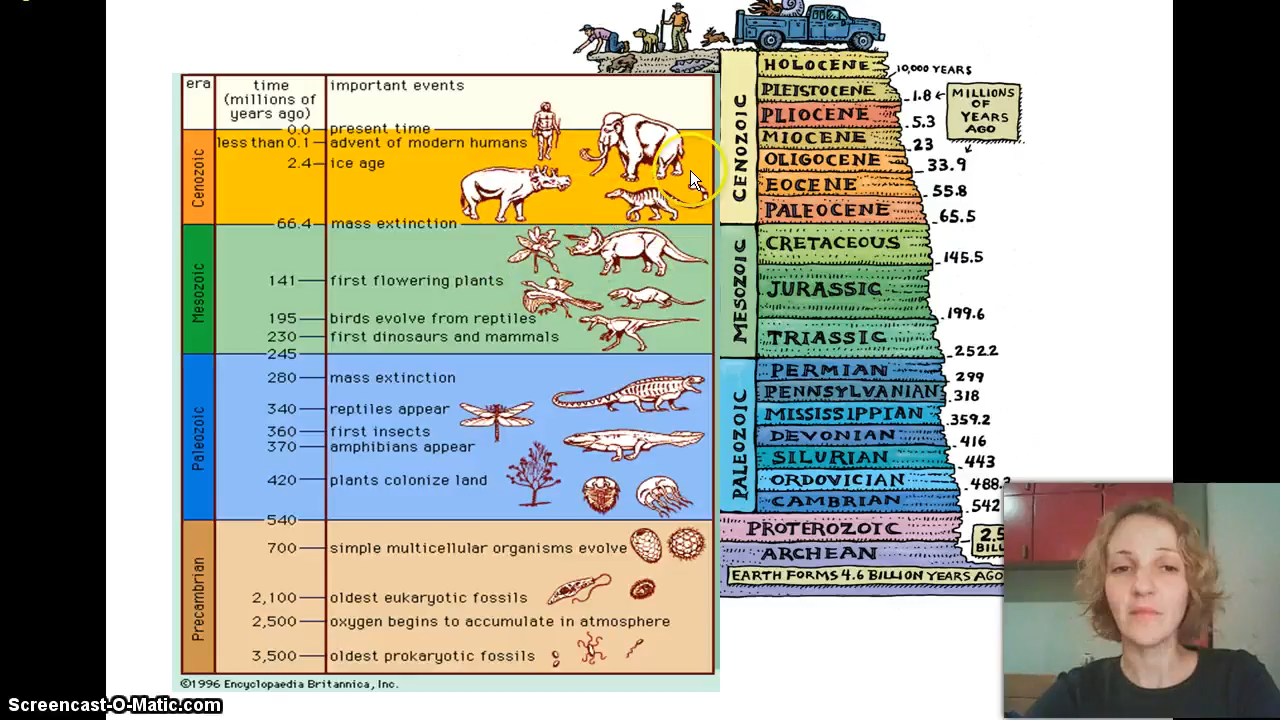 era
time
(millions of
years ago)
important events
0.0 present time
less than 0.1 advent of modern humans
2.4 ice age
Cenozoic
66.4 mass extinction
141 first flowering plants
Mesozoic
195 birds evolve from reptiles
230 first dinosaurs and mammals
245
280 mass extinction
340 reptiles appear
360 first insects
370 amphibians appear
Paleozoic
420 plants colonize land
540
700 simple multicellular organisms evolve
2,100 oldest eukaryotic fossils
Precambrian
2,500 oxygen begins to accumulate in atmosphere
3,500 oldest prokaryotic fossils
©1996 Encyclopaedia Britannica, Inc.
CENOZOIC
HOLOCENE
10,000 YEARS
PLEISTOCENE
1.8
MILLIONS
OF
YEARS
AGO
PLIOCENE
5.3
MIOCENE
23
OLIGOCENE
33.9
EOCENE
55.8
PALEOCENE
65.5
MESOZOIC
CRETACEOUS
145.5
JURASSIC
199.6
TRIASSIC
252.2
PALEOZOIC
PERMIAN
299
PENNSYLVANIAN
318
MISSISSIPPIAN
359.2
DEVONIAN
416
SILURIAN
443
ORDOVICIAN
488.
CAMBRIAN
542
PROTEROZOIC
2.5
BILL
ARCHEAN
EARTH FORMS 4.6 BILLION YEARS AGO
Screencast-O-Matic.com